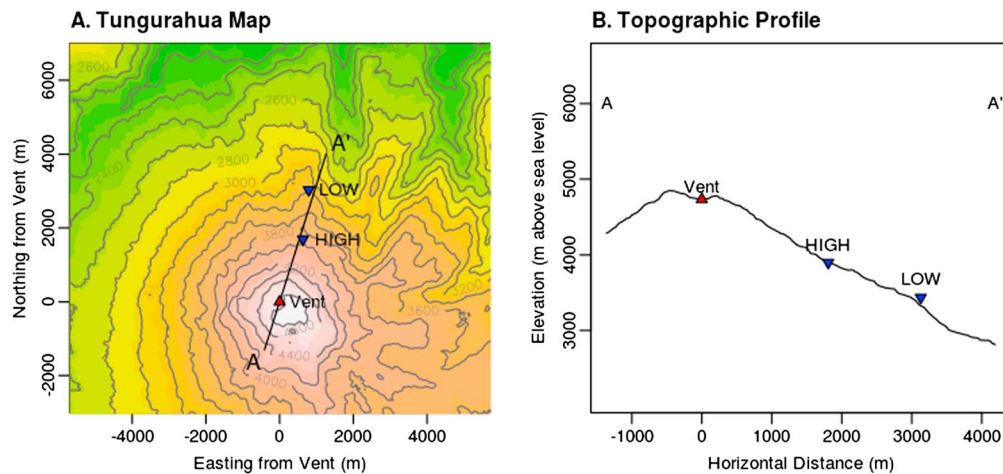 A. Tungurahua Map
Northing from Vent (m)
6000
4000
2000
0
-2000
2600
2600
2400
2800
3000
3800
3200
3600
4400
4000
A'
LOW
HIGH
Vent
A
-4000 -2000 0 2000 4000
Easting from Vent (m)
B. Topographic Profile
Elevation (m above sea level)
6000
5000
4000
3000
A A'
Vent
HIGH
LOW
-1000 0 1000 2000 3000 4000
Horizontal Distance (m)